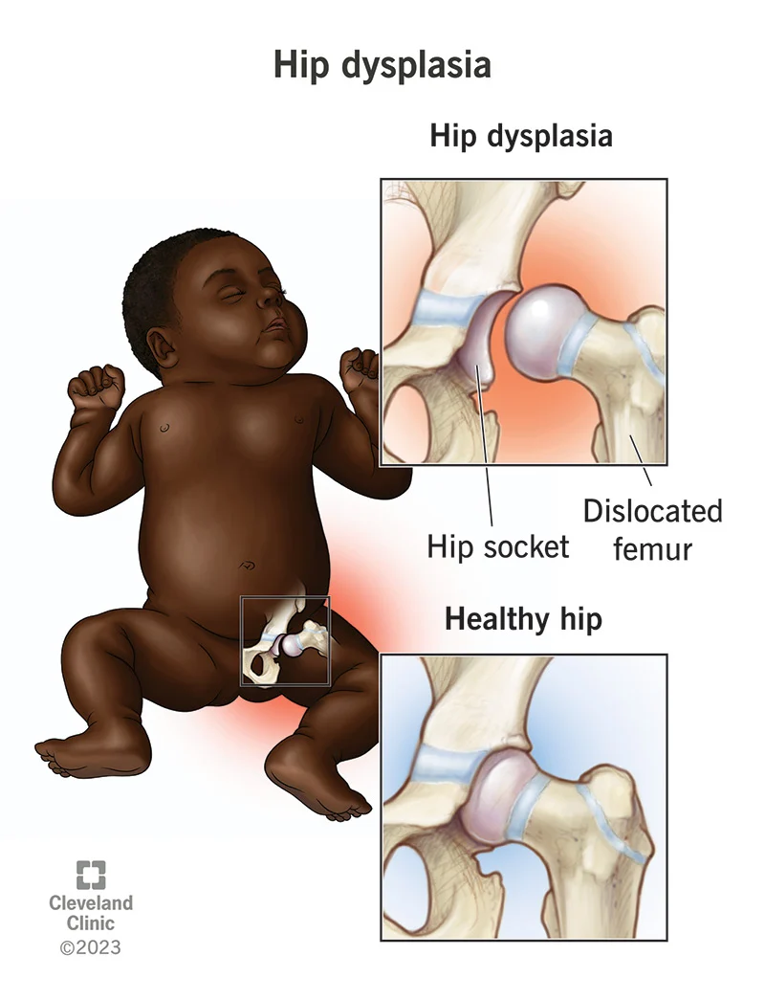 Hip dysplasia
Hip dysplasia
Hip socket
Dislocated
femur
Healthy hip
Cleveland
Clinic
©2023